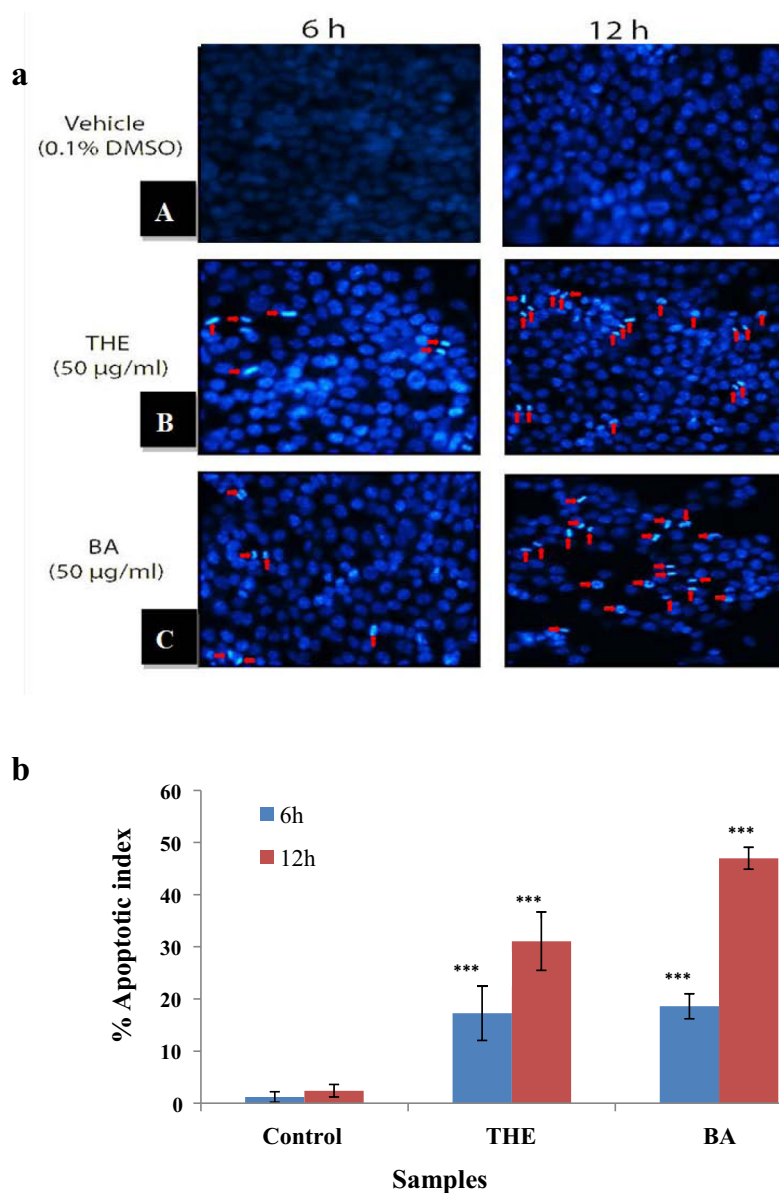 6 h 12 h
a
Vehicle
(0.1% DMSO)
A
THE
(50 µg/ml)
B
BA
(50 µg/ml)
C
b
60
50
40
30
20
10
0
% Apoptotic index
6h
12h
***
***
***
***
Control THE BA
Samples